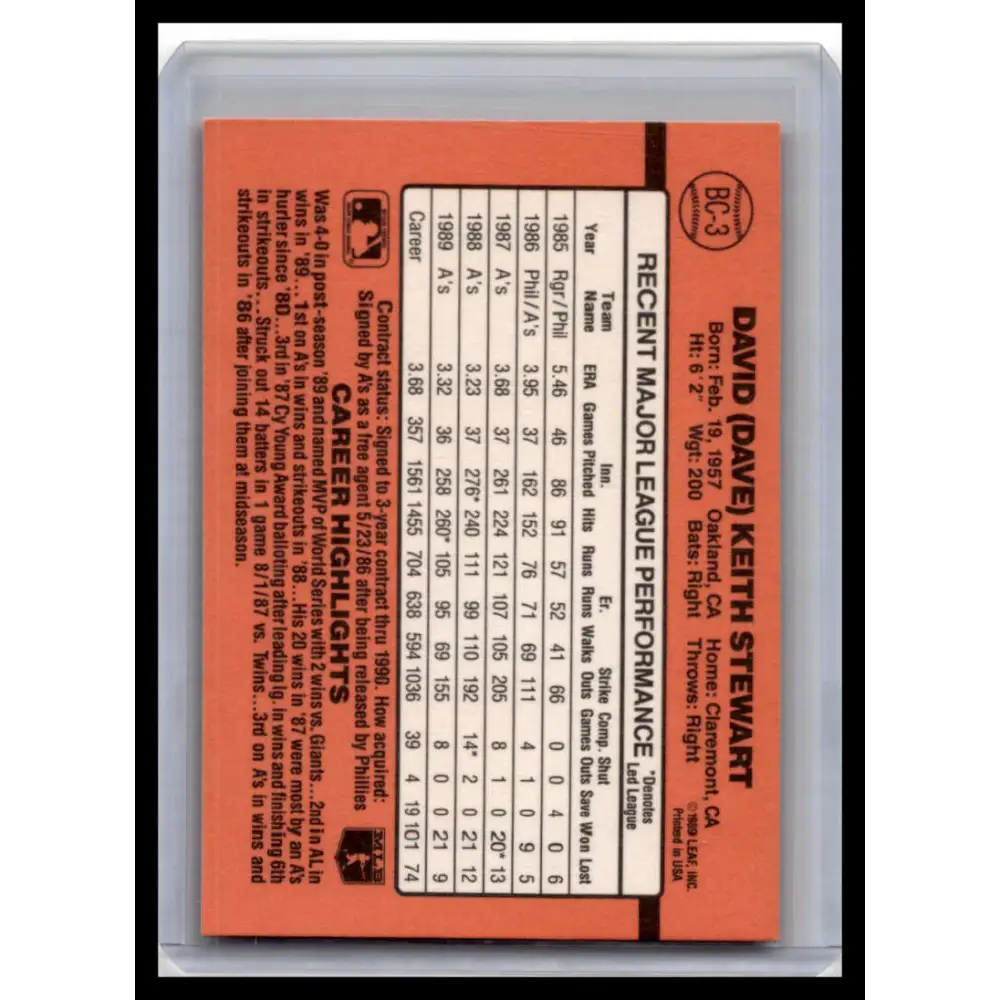 BC-3
DAVID (DAVE) KEITH STEWART
Born: Feb. 19, 1957 Oakland, CA Home: Claremont, CA
Ht: 6'2" Wgt: 200 Bats: Right Throws: Right
© 1989 LEAF, INC.
Printed in USA
RECENT MAJOR LEAGUE PERFORMANCE *Denotes
Led League
Team Inn. Er. Strike Comp. Shut
Year Name ERA Games Pitched Hits Runs Runs Walks Outs Games Outs Save Won Lost
1985 Rgr/Phil 5.46 46 86 91 57 52 41 66 0 0 4 0 6
1986 Phil/A's 3.95 37 162 152 76 71 69 111 4 1 0 9 5
1987 A's 3.68 37 261 224 121 107 105 205 8 1 0 20* 13
1988 A's 3.23 37 276* 240 111 99 110 192 14* 2 0 21 12
1989 A's 3.32 36 258 260* 105 95 69 155 8 0 0 21 9
Career 3.68 357 1561 1455 704 638 594 1036 39 4 19 101 74
Contract status: Signed to 3-year contract thru 1990. How acquired:
Signed by A's as a free agent 5/23/86 after being released by Phillies
MLB
CAREER HIGHLIGHTS
Was 4-0 in post-season '89 and named MVP of World Series with 2 wins vs. Giants...2nd in AL in
wins in '89...1st on A's in wins and strikeouts in '88...His 20 wins in '87 were most by an A's
hurler since '80...3rd in '87 Cy Young Award balloting after leading lg. in wins and finishing 6th
in strikeouts...Struck out 14 batters in 1 game 8/1/87 vs. Twins...3rd on A's in wins and
strikeouts in '86 after joining them at midseason.